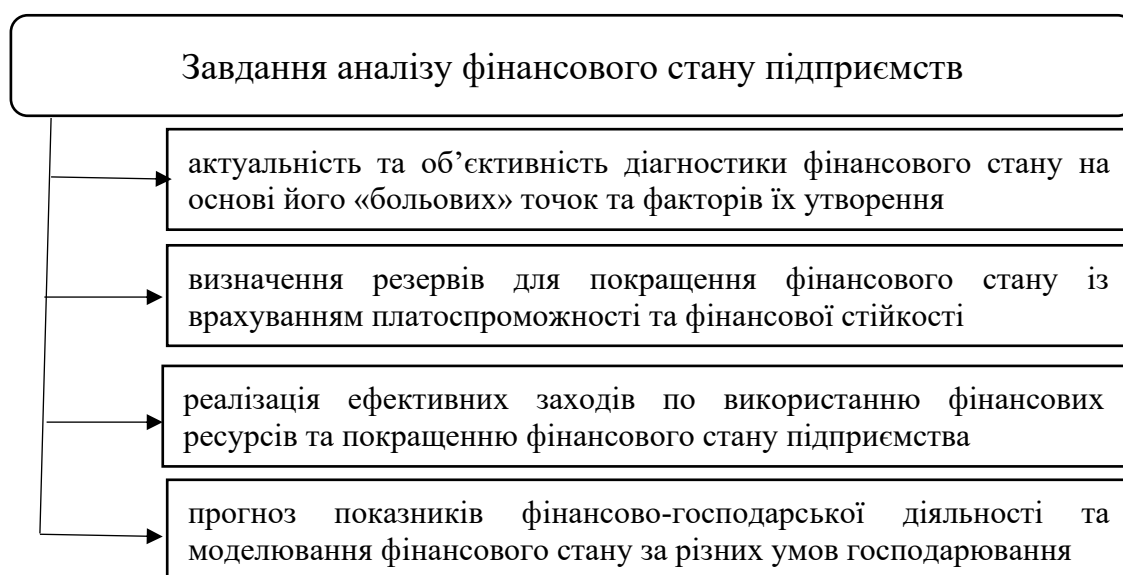 Завдання аналізу фінансового стану підприємств
актуальність та об’єктивність діагностики фінансового стану на
основі його «больових» точок та факторів їх утворення
визначення резервів для покращення фінансового стану із
врахуванням платоспроможності та фінансової стійкості
реалізація ефективних заходів по використанню фінансових
ресурсів та покращенню фінансового стану підприємства
прогноз показників фінансово-господарської діяльності та
моделювання фінансового стану за різних умов господарювання